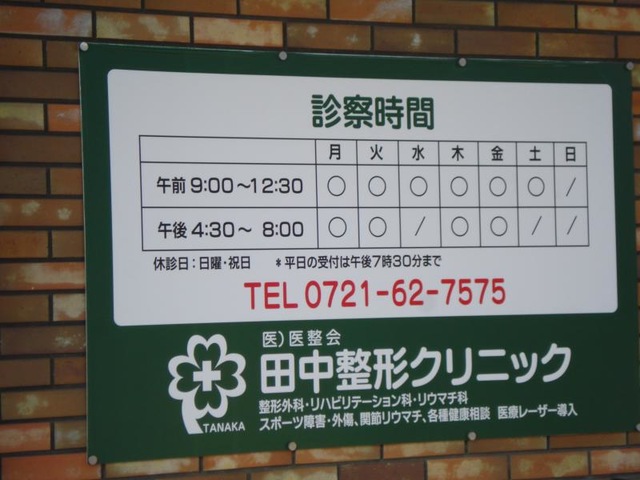 診察時間
月 火 水 木 金 土 日
午前 9:00～12:30 ○ ○ ○ ○ ○ ○ /
午後 4:30～ 8:00 ○ ○ / ○ ○ / /
休診日：日曜・祝日 ＊平日の受付は午後7時30分まで
TEL 0721-62-7575
医）医整会
田中整形クリニック
TANAKA
整形外科・リハビリテーション科・リウマチ科
スポーツ障害・外傷、関節リウマチ、各種健康相談 医療レーザー導入